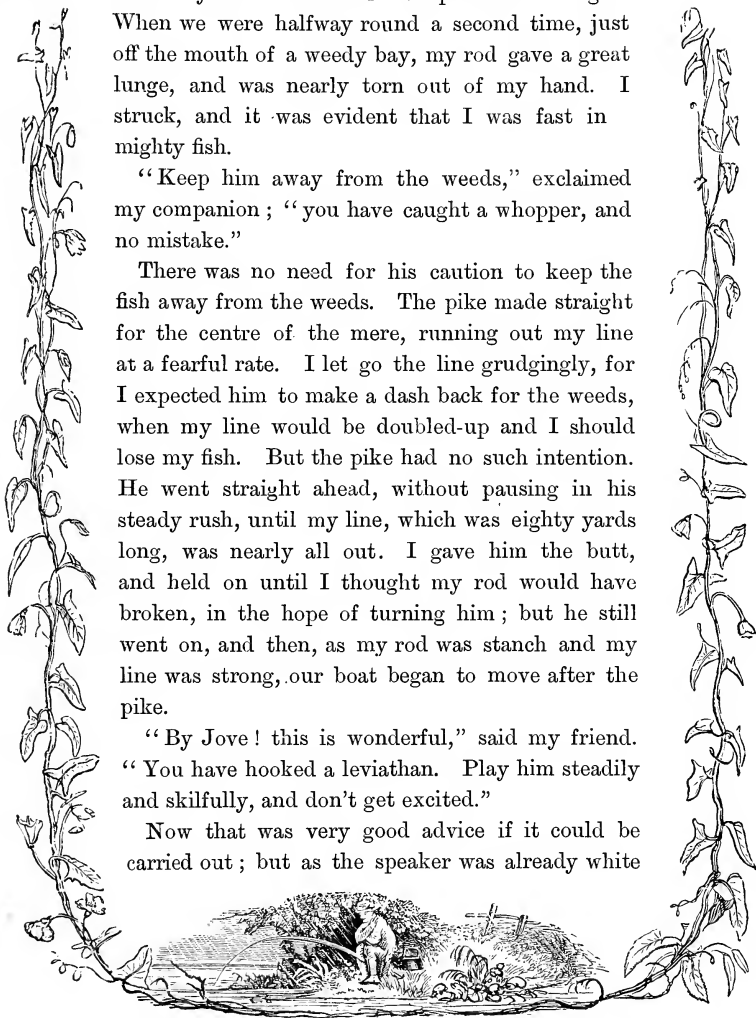 When we were halfway round a second time, just
off the mouth of a weedy bay, my rod gave a great
lunge, and was nearly torn out of my hand. I
struck, and it was evident that I was fast in
mighty fish.
“Keep him away from the weeds,” exclaimed
my companion ; “you have caught a whopper, and
no mistake.”
There was no need for his caution to keep the
fish away from the weeds. The pike made straight
for the centre of the mere, running out my line
at a fearful rate. I let go the line grudgingly, for
I expected him to make a dash back for the weeds,
when my line would be doubled-up and I should
lose my fish. But the pike had no such intention.
He went straight ahead, without pausing in his
steady rush, until my line, which was eighty yards
long, was nearly all out. I gave him the butt,
and held on until I thought my rod would have
broken, in the hope of turning him ; but he still
went on, and then, as my rod was stanch and my
line was strong, our boat began to move after the
pike.
“By Jove ! this is wonderful,” said my friend.
“You have hooked a leviathan. Play him steadily
and skilfully, and don’t get excited.”
Now that was very good advice if it could be
carried out ; but as the speaker was already white